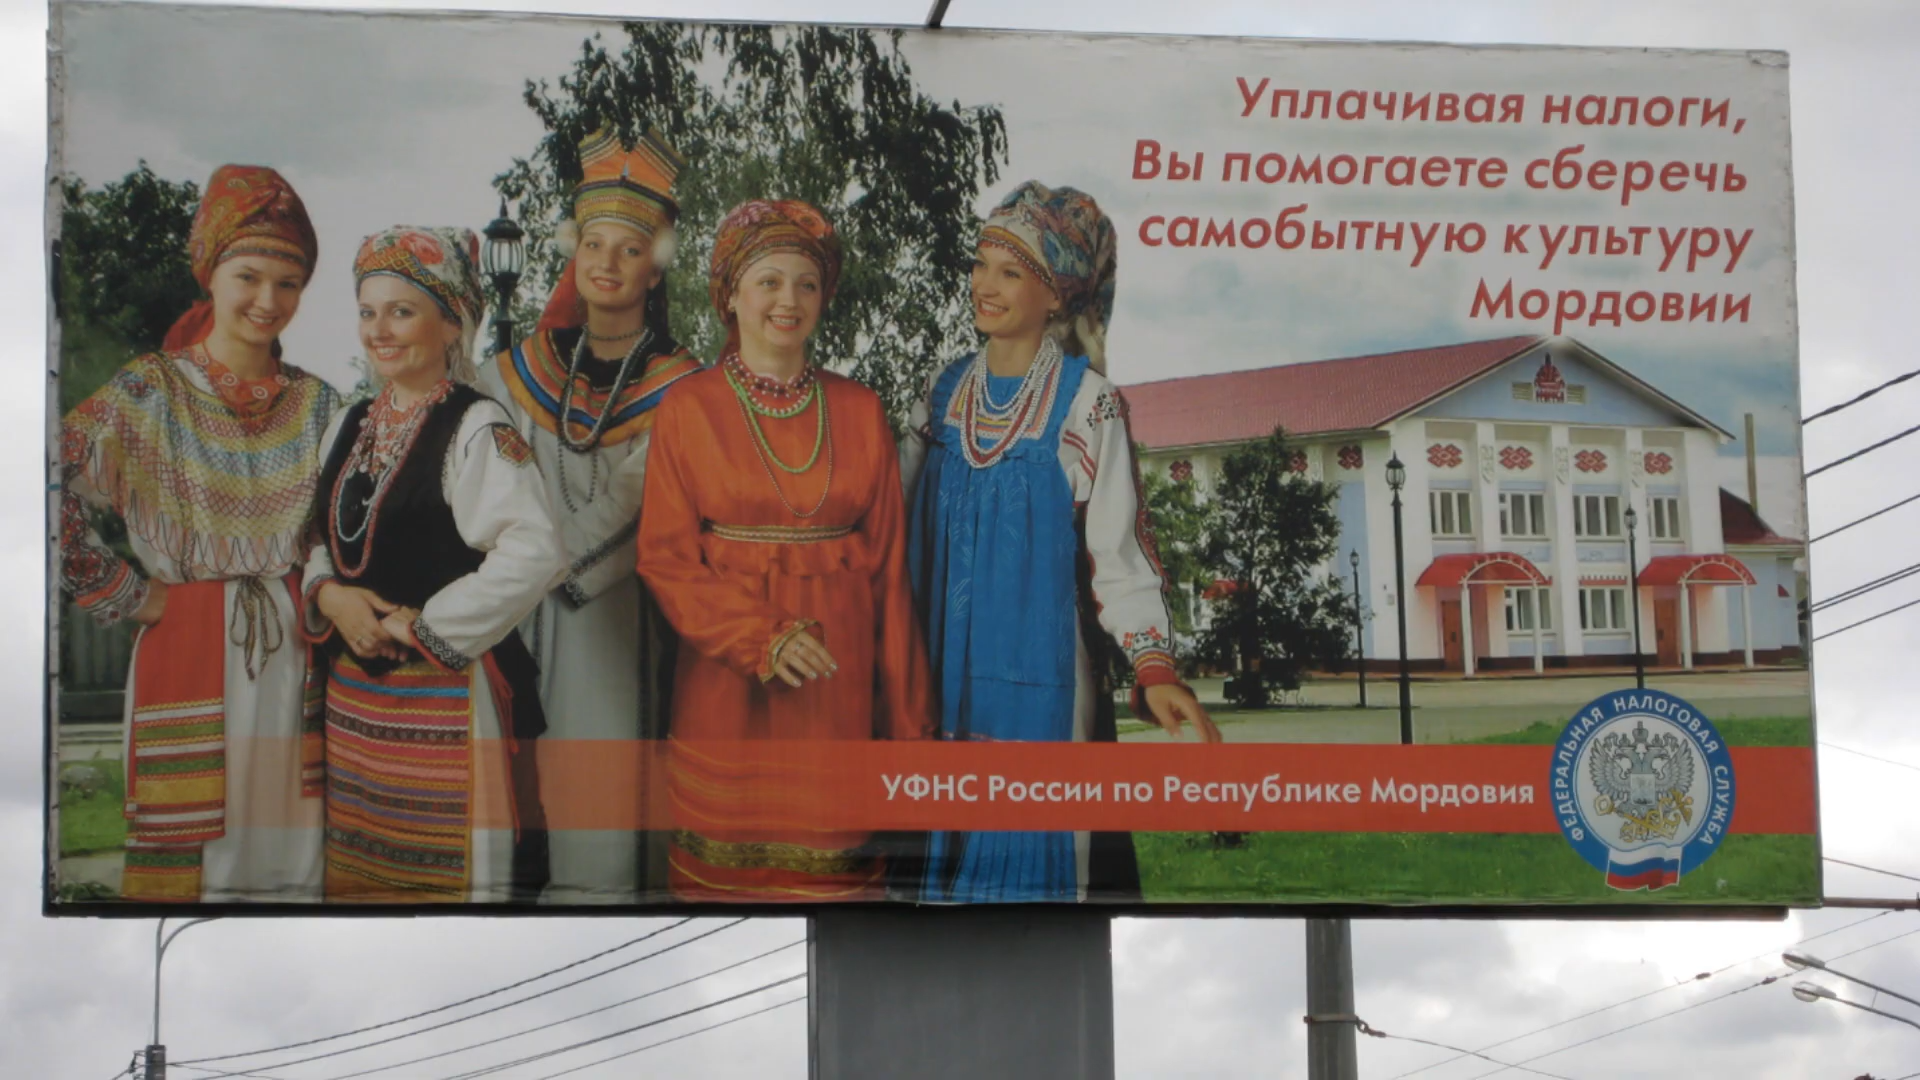 Уплачивая налоги,
Вы помогаете сберечь
самобытную культуру
Мордовии
УФНС России по Республике Мордовия
ФЕДЕРАЛЬНАЯ НАЛОГОВАЯ СЛУЖБА